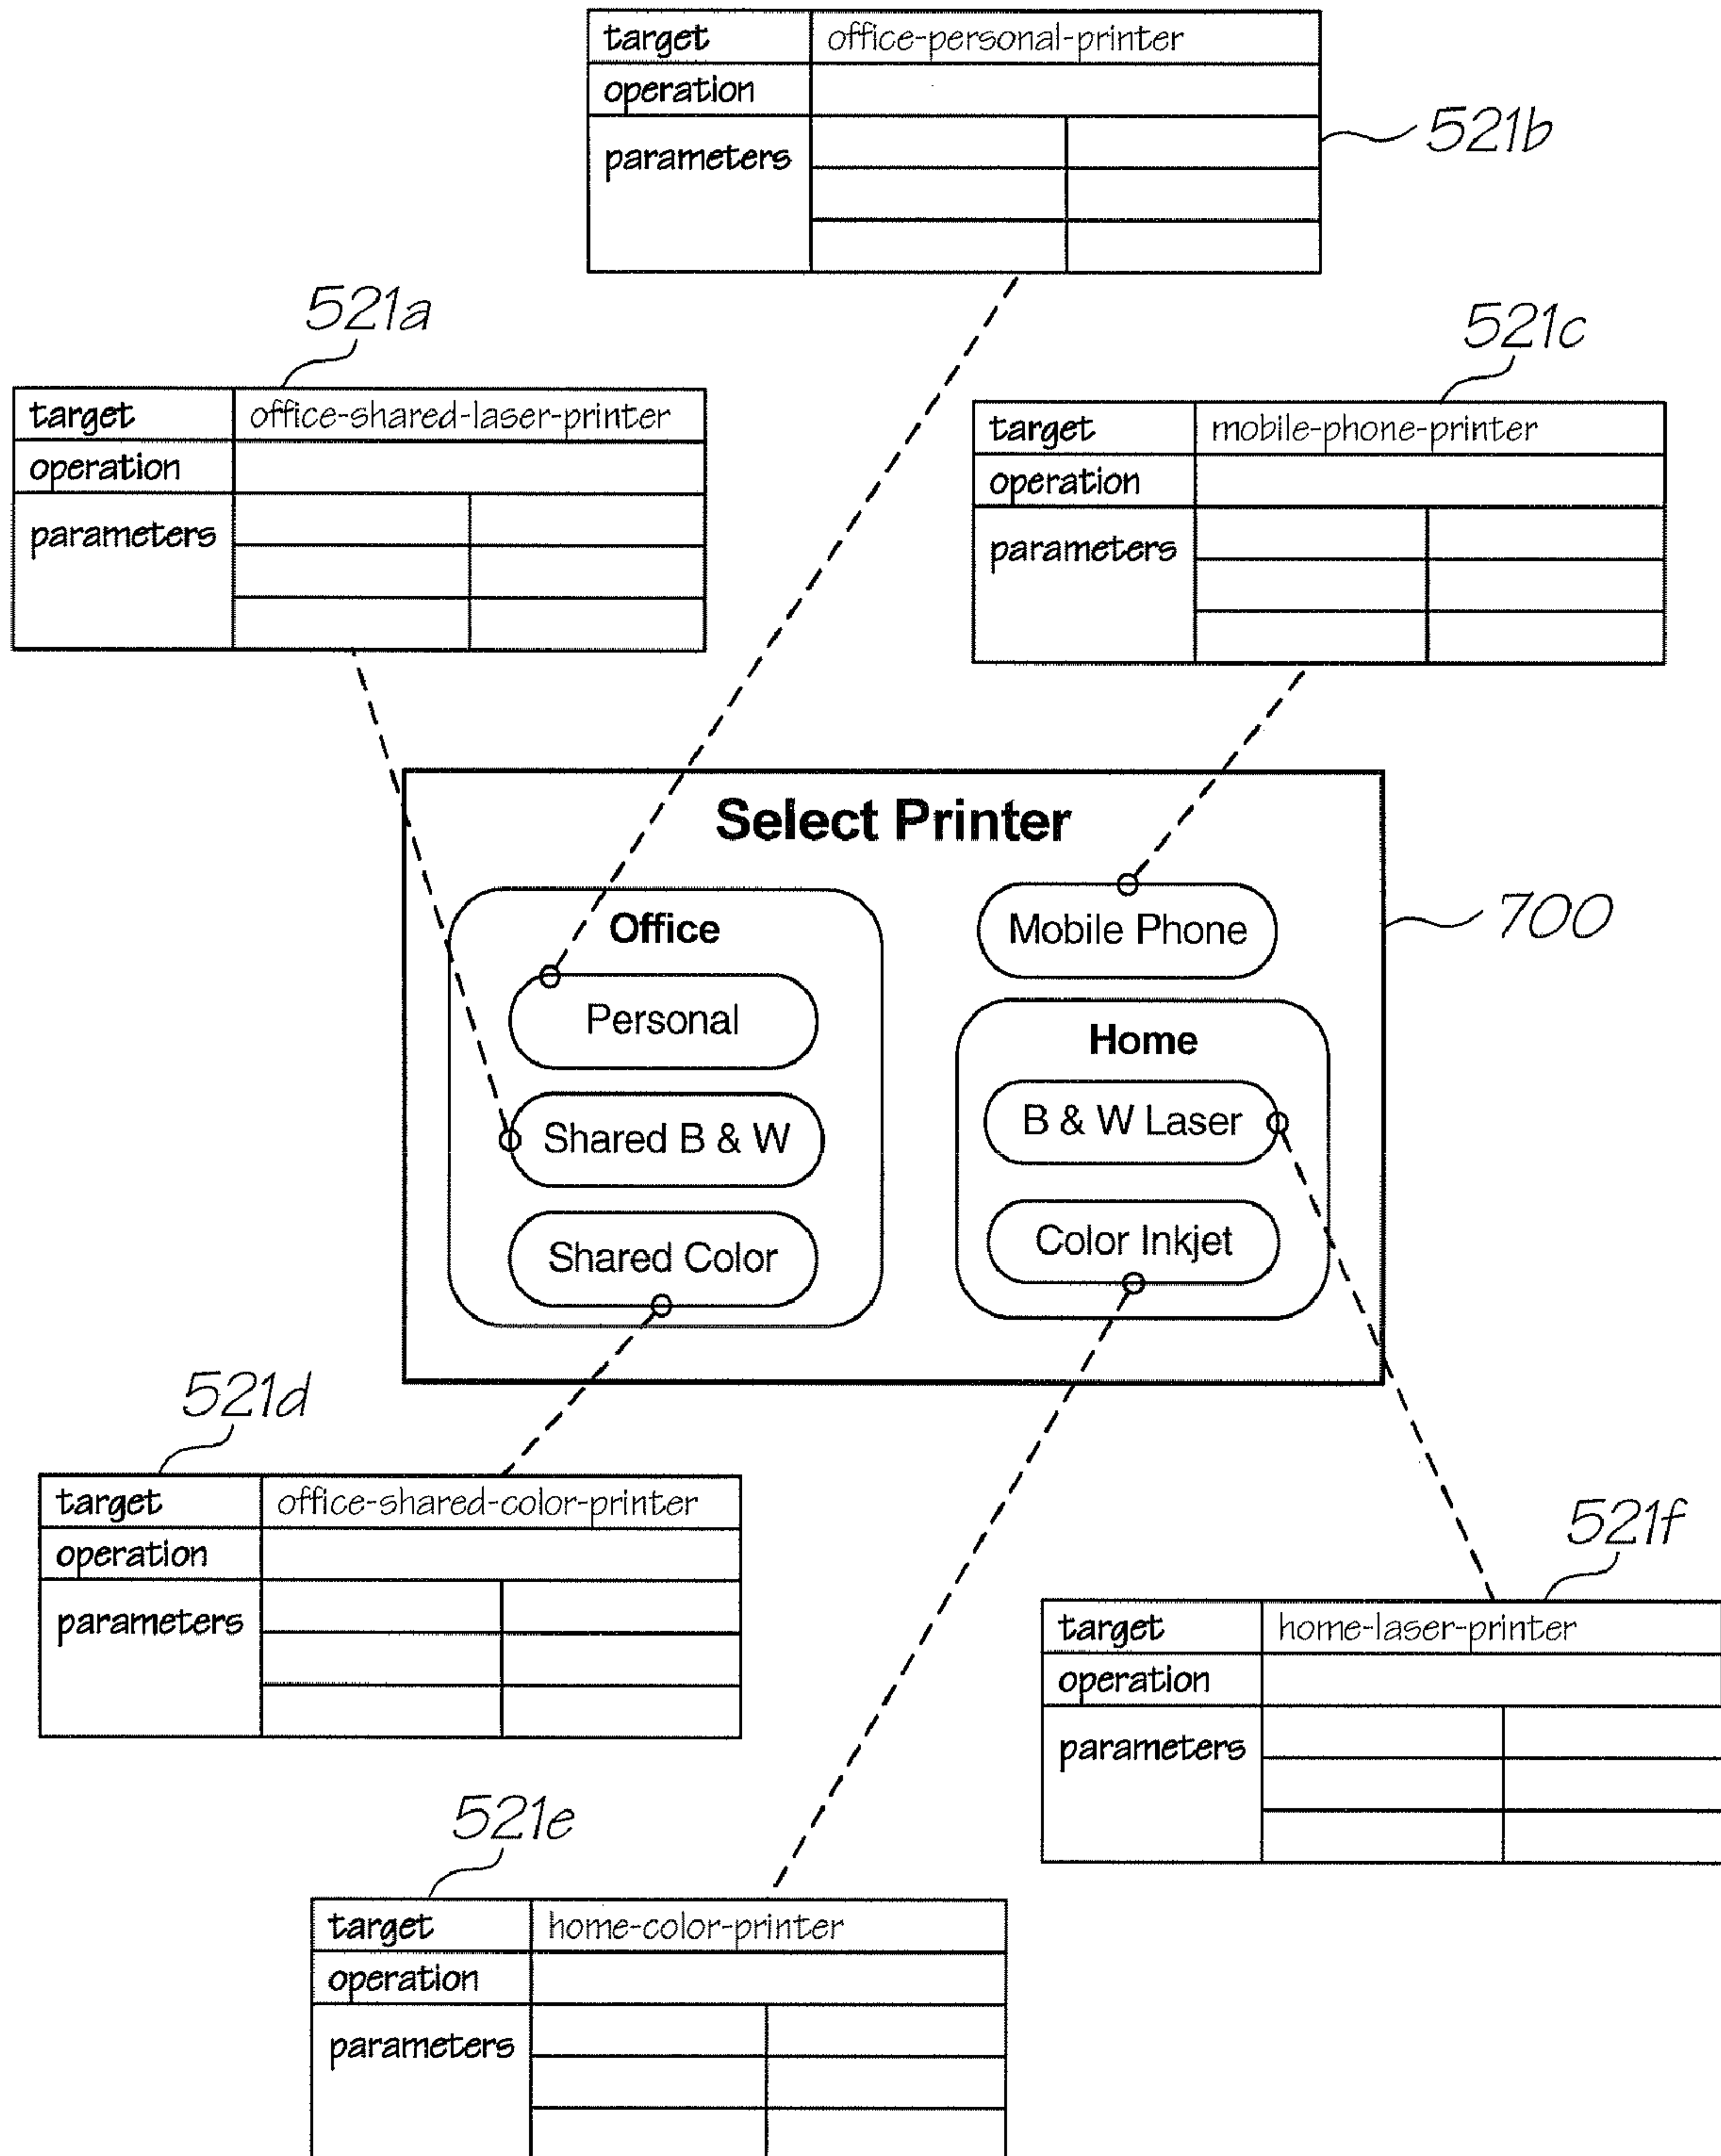 target office-personal-printer
operation
parameters
521b
521a
target office-shared-laser-printer
operation
parameters
521c
target mobile-phone-printer
operation
parameters
Select Printer
Office
Personal
Shared B & W
Shared Color
Mobile Phone
Home
B & W Laser
Color Inkjet
700
521d
target office-shared-color-printer
operation
parameters
521f
target home-laser-printer
operation
parameters
521e
target home-color-printer
operation
parameters